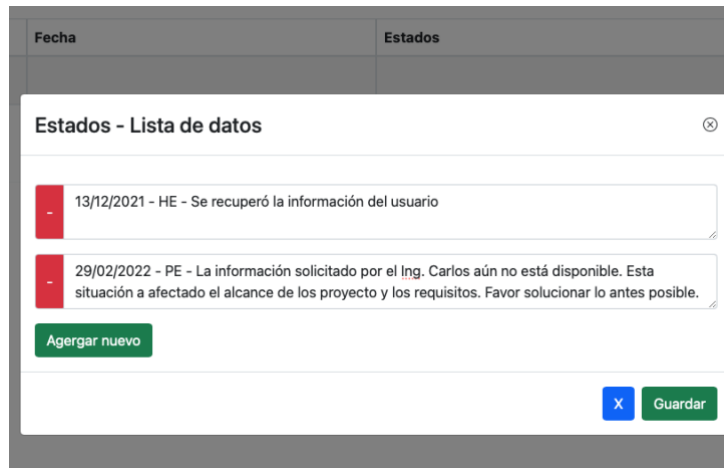 Fecha Estados
Estados - Lista de datos
-
13/12/2021 - HE - Se recuperó la información del usuario
-
29/02/2022 - PE - La información solicitado por el Ing. Carlos aún no está disponible. Esta
situación a afectado el alcance de los proyecto y los requisitos. Favor solucionar lo antes posible.
Agergar nuevo
X Guardar